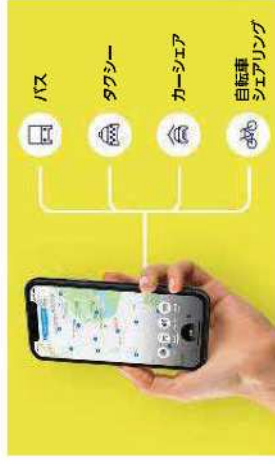 バス
タクシー
カーシェア
自転車
シェアリング